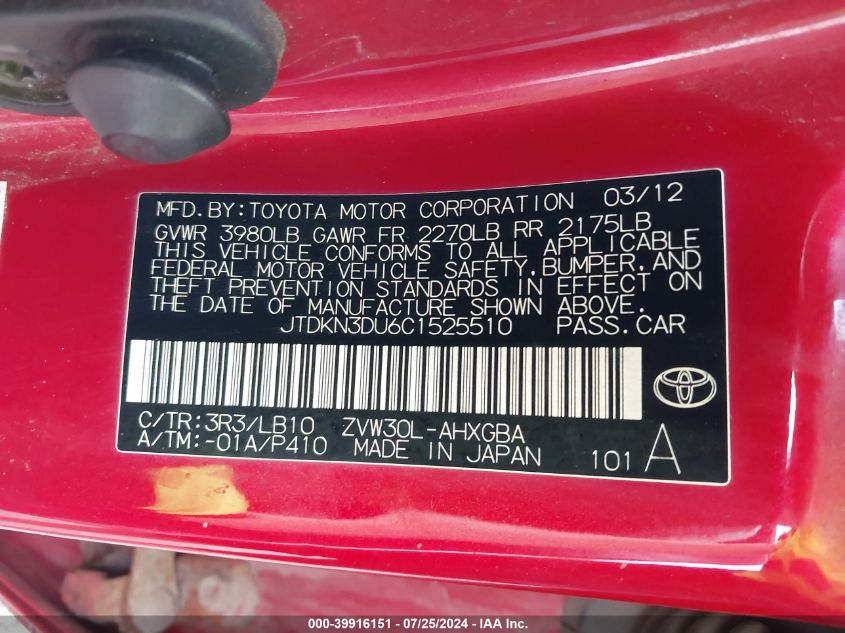 MFD. BY: TOYOTA MOTOR CORPORATION 03/12
GVWR 3980LB GAWR FR 2270LB RR 2175LB
THIS VEHICLE CONFORMS TO ALL APPLICABLE
FEDERAL MOTOR VEHICLE SAFETY, BUMPER, AND
THEFT PREVENTION STANDARDS IN EFFECT ON
THE DATE OF MANUFACTURE SHOWN ABOVE.
JTDKN3DU6C1525510 PASS. CAR
C/TR: 3R3/LB10 ZVW30L-AHXGBA
A/TM: -01A/P410 MADE IN JAPAN 101 A
000-39916151 / 07/25/2024 - IAA Inc.